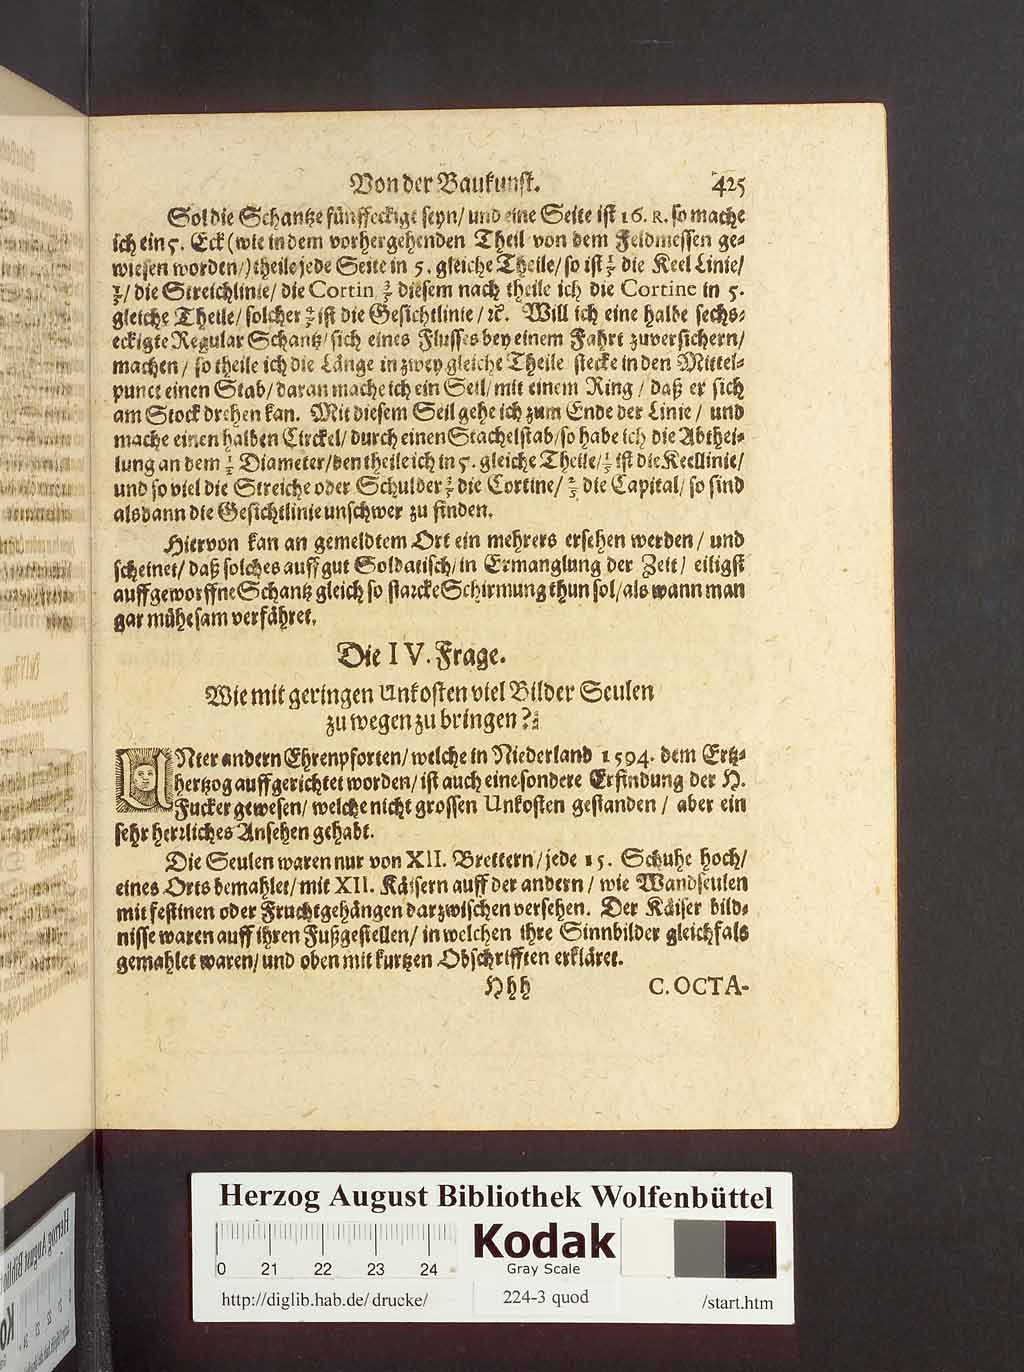 Von der Baukunst. 425
Sol die Schantze fünffeckigt seyn/ und eine Seite ist 16. R. so mache
ich ein 5. Eck (wie in dem vorhergehenden Theil von dem Feldmessen ge-
wiesen worden/) theile jede Seite in 5. gleiche Theile/ so ist 1/5 die Keel Linie/
1/5/ die Streichlinie/ die Cortin 3/5 diesem nach theile ich die Cortine in 5.
gleiche Theile/ solcher 2/5 ist die Gesichtlinie/ ꝛc. Will ich eine halbe sechs-
eckigte Regular Schantz/ sich eines Flusses bey einem Fahrt zuversichern/
machen/ so theile ich die Länge in zwey gleiche Theile stecke in den Mittel-
punct einen Stab/ daran mache ich ein Seil/ mit einem Ring/ daß er sich
am Stock drehen kan. Mit diesem Seil gehe ich zum Ende der Linie/ und
mache einen halben Circkel/ durch einen Stachelstab/ so habe ich die Abthei-
lung an dem 1/2 Diameter/ den theile ich in 5. gleiche Theile/ 1/5 ist die Keellinie/
und so viel die Streiche oder Schulder 3/5 die Cortine/ 2/5 die Capital/ so sind
alsdann die Gesichtlinie unschwer zu finden.
Hiervon kan an gemeldtem Ort ein mehrers ersehen werden/ und
scheinet/ daß solches auff gut Soldatisch/ in Ermanglung der Zeit/ eiligst
auffgeworffne Schantz gleich so starcke Schirmung thun sol/ als wann man
gar mühesam verfähret.
Die IV. Frage.
Wie mit geringen Unkosten viel Bilder Seulen
zu wegen zu bringen?
UNter andern Ehrenpforten/ welche in Niederland 1594. dem Ertz-
hertzog auffgerichtet worden/ ist auch eine sondere Erfindung der H.
Fucker gewesen/ welche nicht grossen Unkosten gestanden/ aber ein
sehr herrliches Ansehen gehabt.
Die Seulen waren nur von XII. Brettern/ jede 15. Schuhe hoch/
eines Orts bemahlet/ mit XII. Käisern auff der andern/ wie Wandseulen
mit festinen oder Fruchtgehängen darzwischen versehen. Der Käiser bild-
nisse waren auff ihren Fußgestellen/ in welchen ihre Sinnbilder gleichfals
gemahlet waren/ und oben mit kurtzen Obschrifften erkläret.
Hhh C. OCTA-
Herzog August Bibliothek Wolfenbüttel
0 21 22 23 24
Kodak
Gray Scale
http://diglib.hab.de/drucke/ 224-3 quod /start.htm